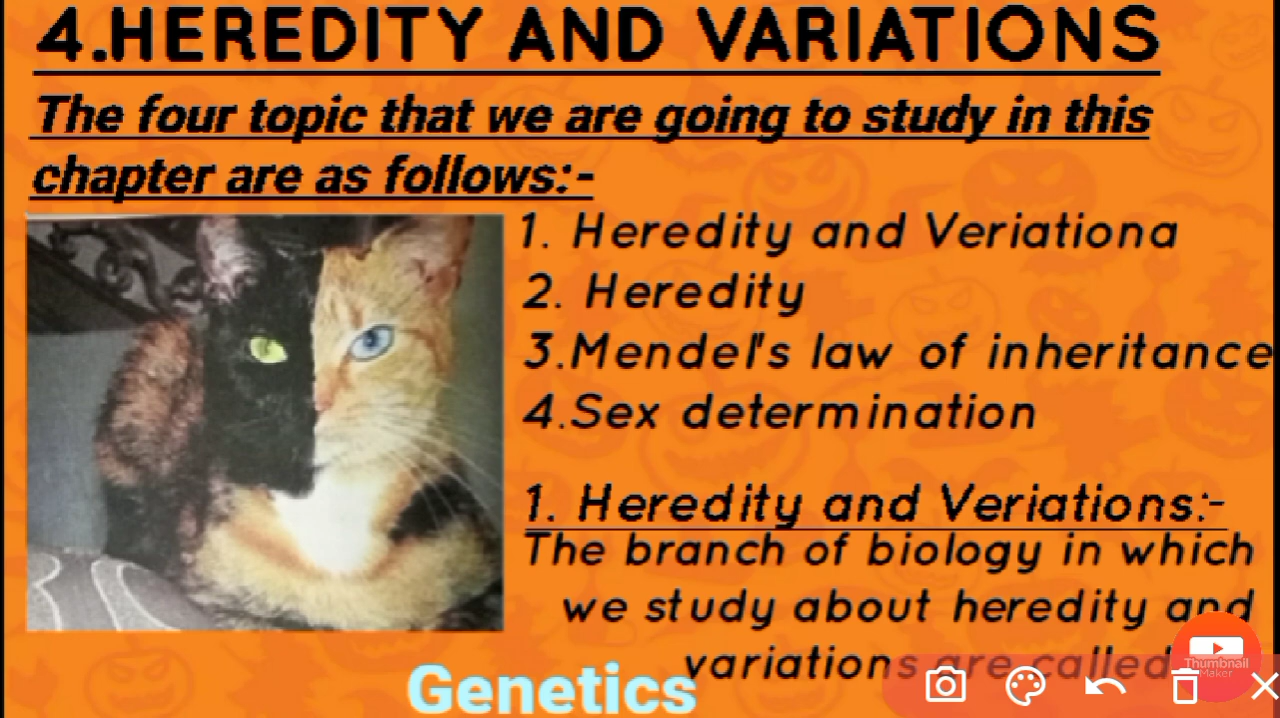 4.HEREDITY AND VARIATIONS
The four topic that we are going to study in this
chapter are as follows:-
1. Heredity and Veriationa
2. Heredity
3.Mendel's law of inheritance
4.Sex determination
1. Heredity and Veriations:-
The branch of biology in which
we study about heredity and
variations are called
Genetics
Thumbnail
Maker